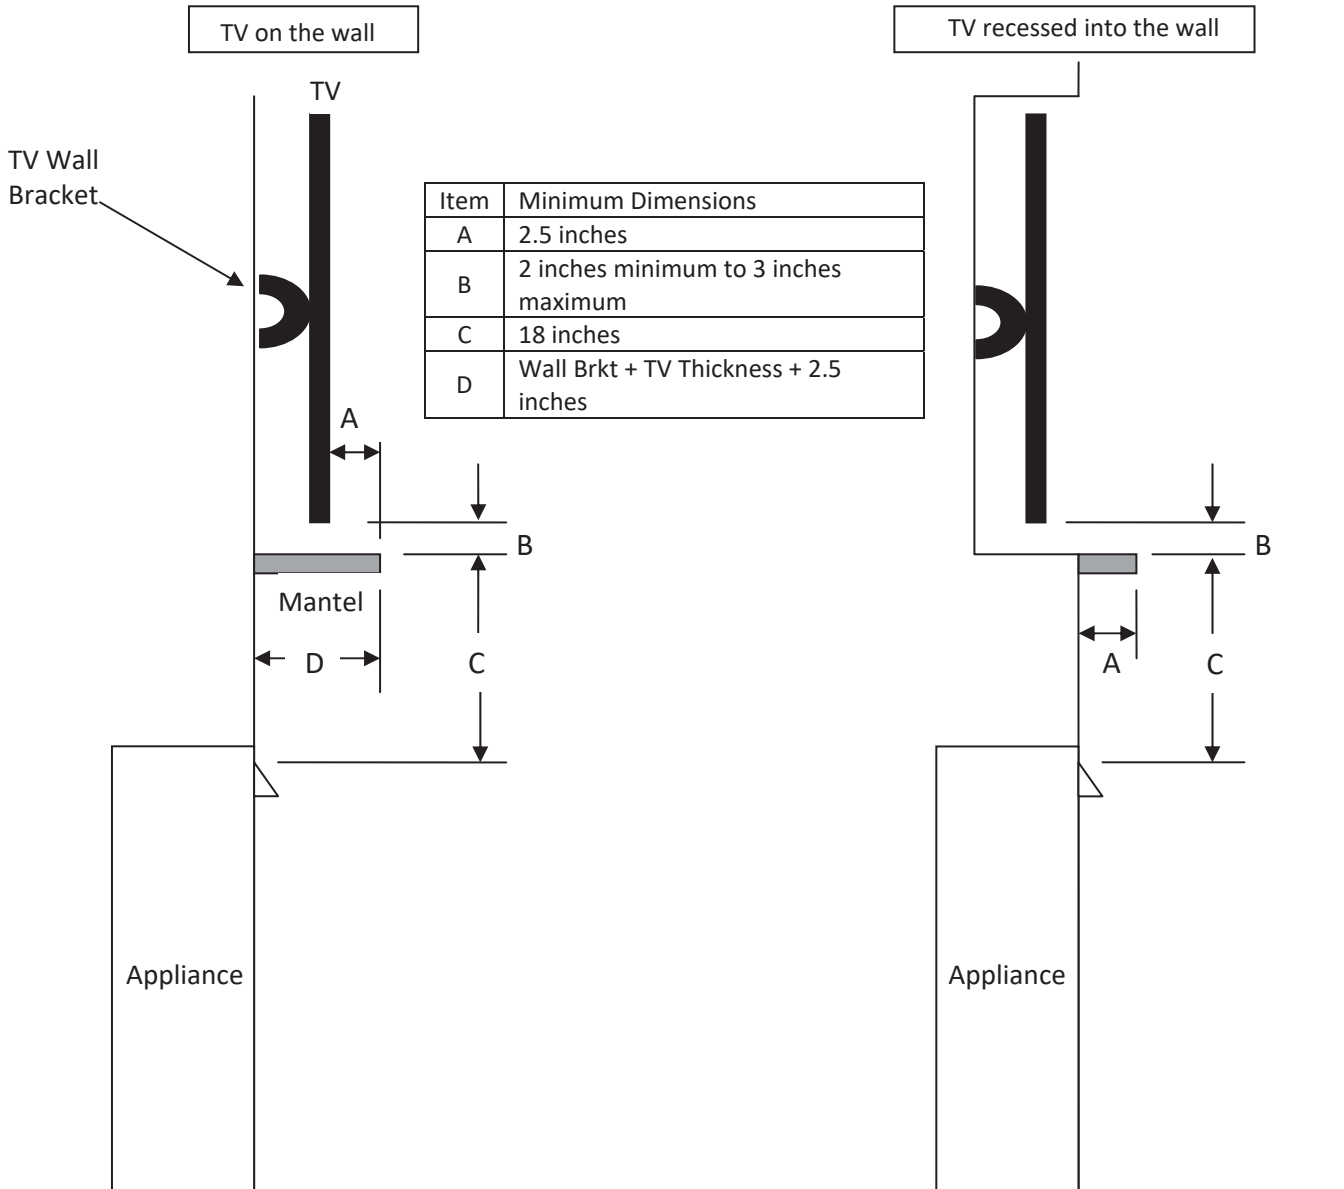 TV on the wall
TV recessed into the wall
TV
TV Wall
Bracket
Item Minimum Dimensions
A 2.5 inches
B 2 inches minimum to 3 inches
maximum
C 18 inches
D Wall Brkt + TV Thickness + 2.5
inches
A
B
B
Mantel
D
C
A
C
Appliance
Appliance